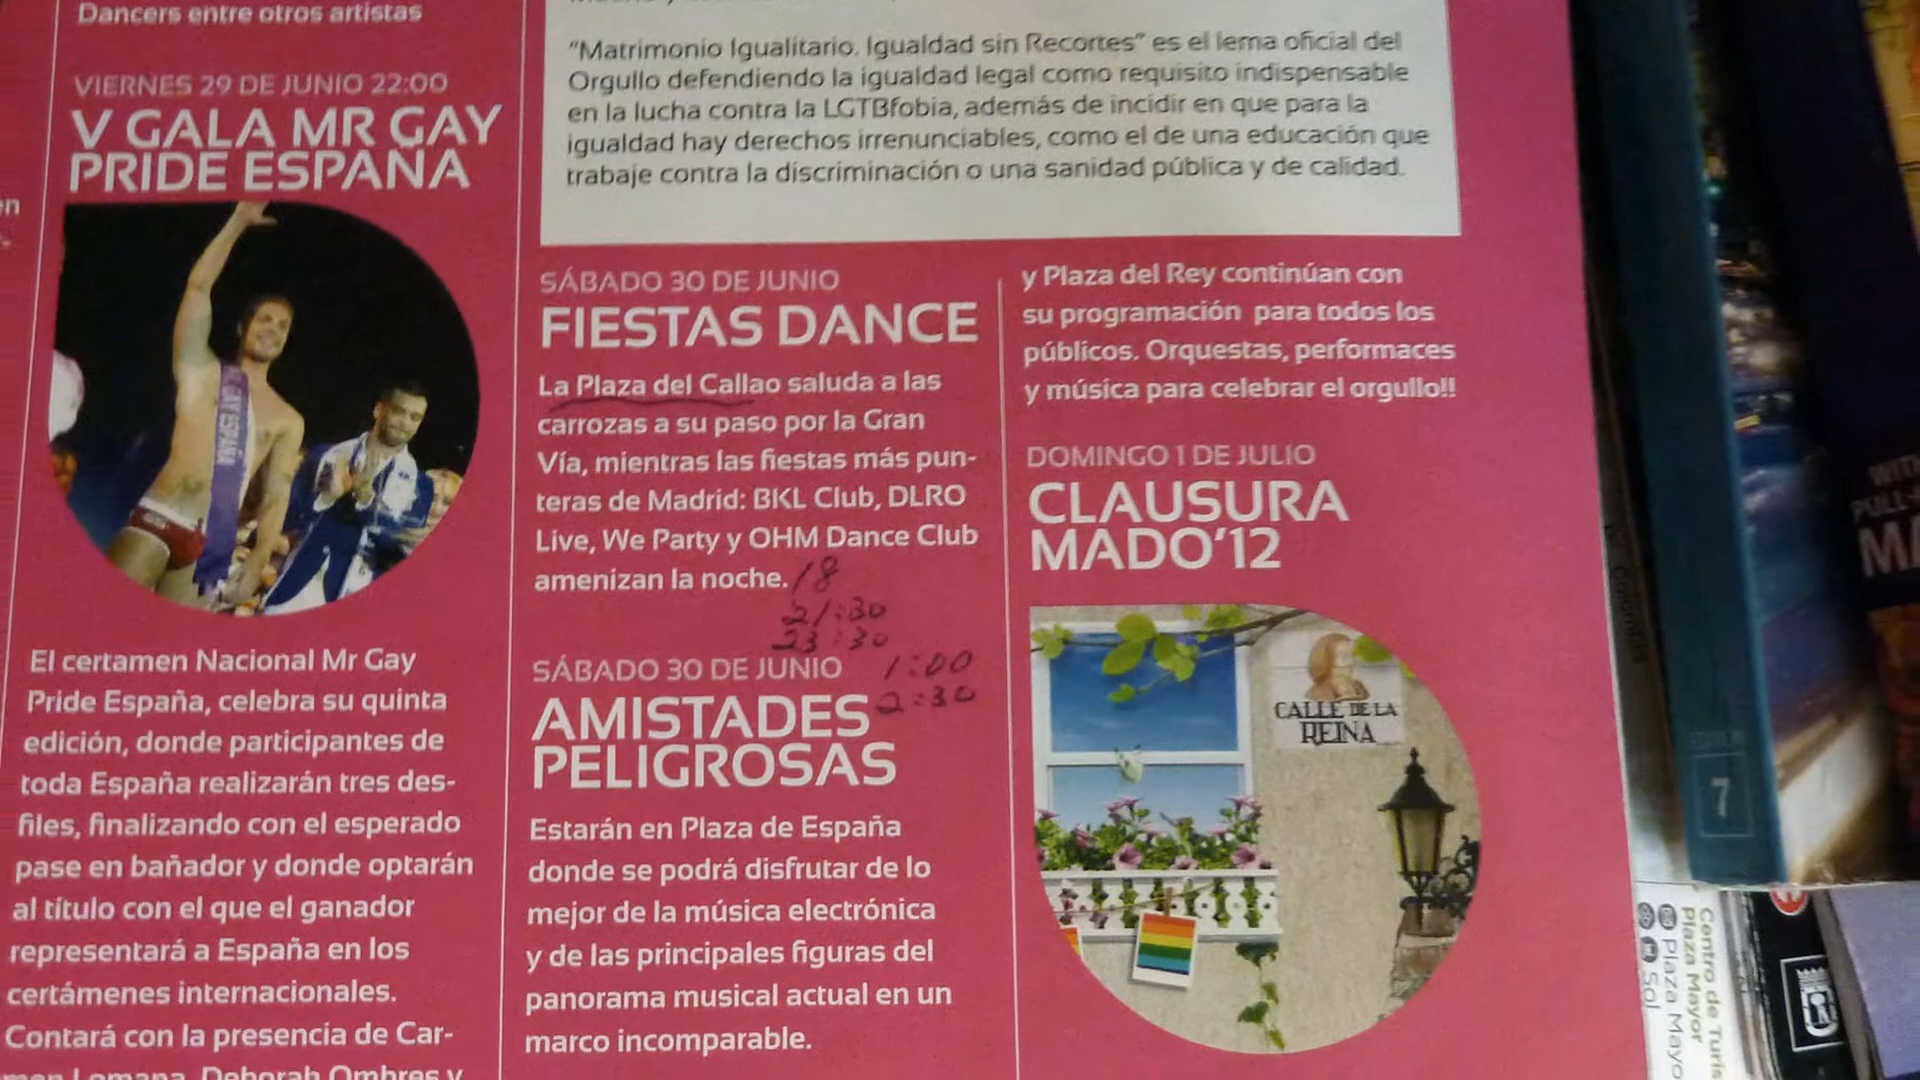 Dancers entre otros artistas
VIERNES 29 DE JUNIO 22:00
V GALA MR GAY
PRIDE ESPAÑA
GAY ESPAÑA
El certamen Nacional Mr Gay
Pride España, celebra su quinta
edición, donde participantes de
toda España realizarán tres des-
files, finalizando con el esperado
pase en bañador y donde optarán
al título con el que el ganador
representará a España en los
certámenes internacionales.
Contará con la presencia de Car-
men Lomana, Deborah Ombres y
"Matrimonio Igualitario. Igualdad sin Recortes" es el lema oficial del
Orgullo defendiendo la igualdad legal como requisito indispensable
en la lucha contra la LGTBfobia, además de incidir en que para la
igualdad hay derechos irrenunciables, como el de una educación que
trabaje contra la discriminación o una sanidad pública y de calidad.
SÁBADO 30 DE JUNIO
FIESTAS DANCE
La Plaza del Callao saluda a las
carrozas a su paso por la Gran
Vía, mientras las fiestas más pun-
teras de Madrid: BKL Club, DLRO
Live, We Party y OHM Dance Club
amenizan la noche. 18
21:30
23:30
1:00
2:30
SÁBADO 30 DE JUNIO
AMISTADES
PELIGROSAS
Estarán en Plaza de España
donde se podrá disfrutar de lo
mejor de la música electrónica
y de las principales figuras del
panorama musical actual en un
marco incomparable.
y Plaza del Rey continúan con
su programación para todos los
públicos. Orquestas, performaces
y música para celebrar el orgullo!!
DOMINGO 1 DE JULIO
CLAUSURA
MADO'12
CALLE DE LA
REINA
7
WITH
PULL-
MA
Centro de Turis
Plaza Mayor
Plaza Mayo
Sol